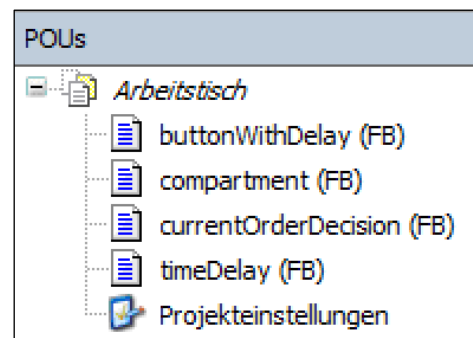 POUs
Arbeitstisch
buttonWithDelay (FB)
compartment (FB)
currentOrderDecision (FB)
timeDelay (FB)
Projekteinstellungen